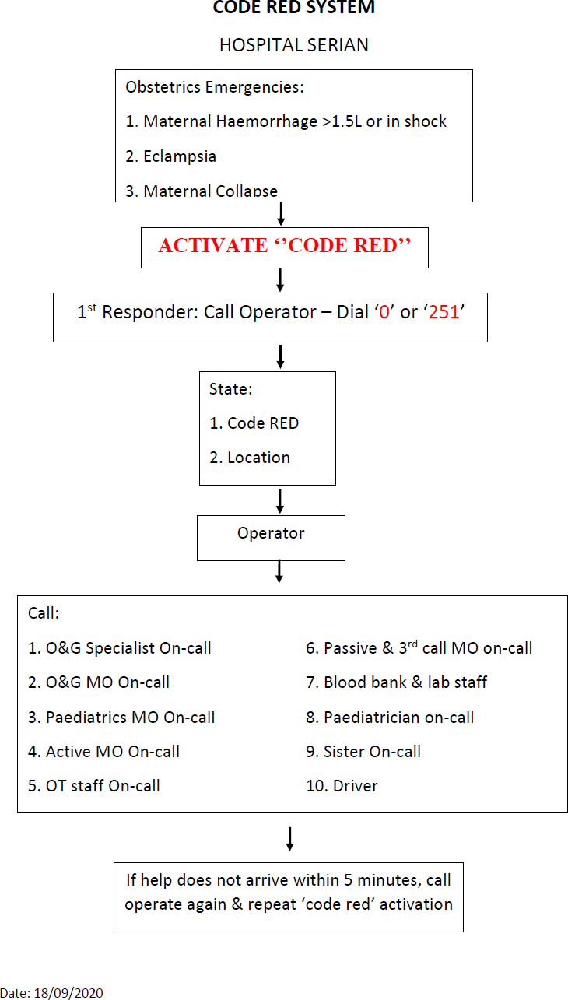 CODE RED SYSTEM
HOSPITAL SERIAN
Obstetrics Emergencies:
1. Maternal Haemorrhage >1.5L or in shock
2. Eclampsia
3. Maternal Collapse
ACTIVATE ‘’CODE RED’’
1st Responder: Call Operator – Dial ‘0’ or ‘251’
State:
1. Code RED
2. Location
Operator
Call:
1. O&G Specialist On-call
2. O&G MO On-call
3. Paediatrics MO On-call
4. Active MO On-call
5. OT staff On-call
6. Passive & 3rd call MO on-call
7. Blood bank & lab staff
8. Paediatrician on-call
9. Sister On-call
10. Driver
If help does not arrive within 5 minutes, call
operate again & repeat ‘code red’ activation
Date: 18/09/2020